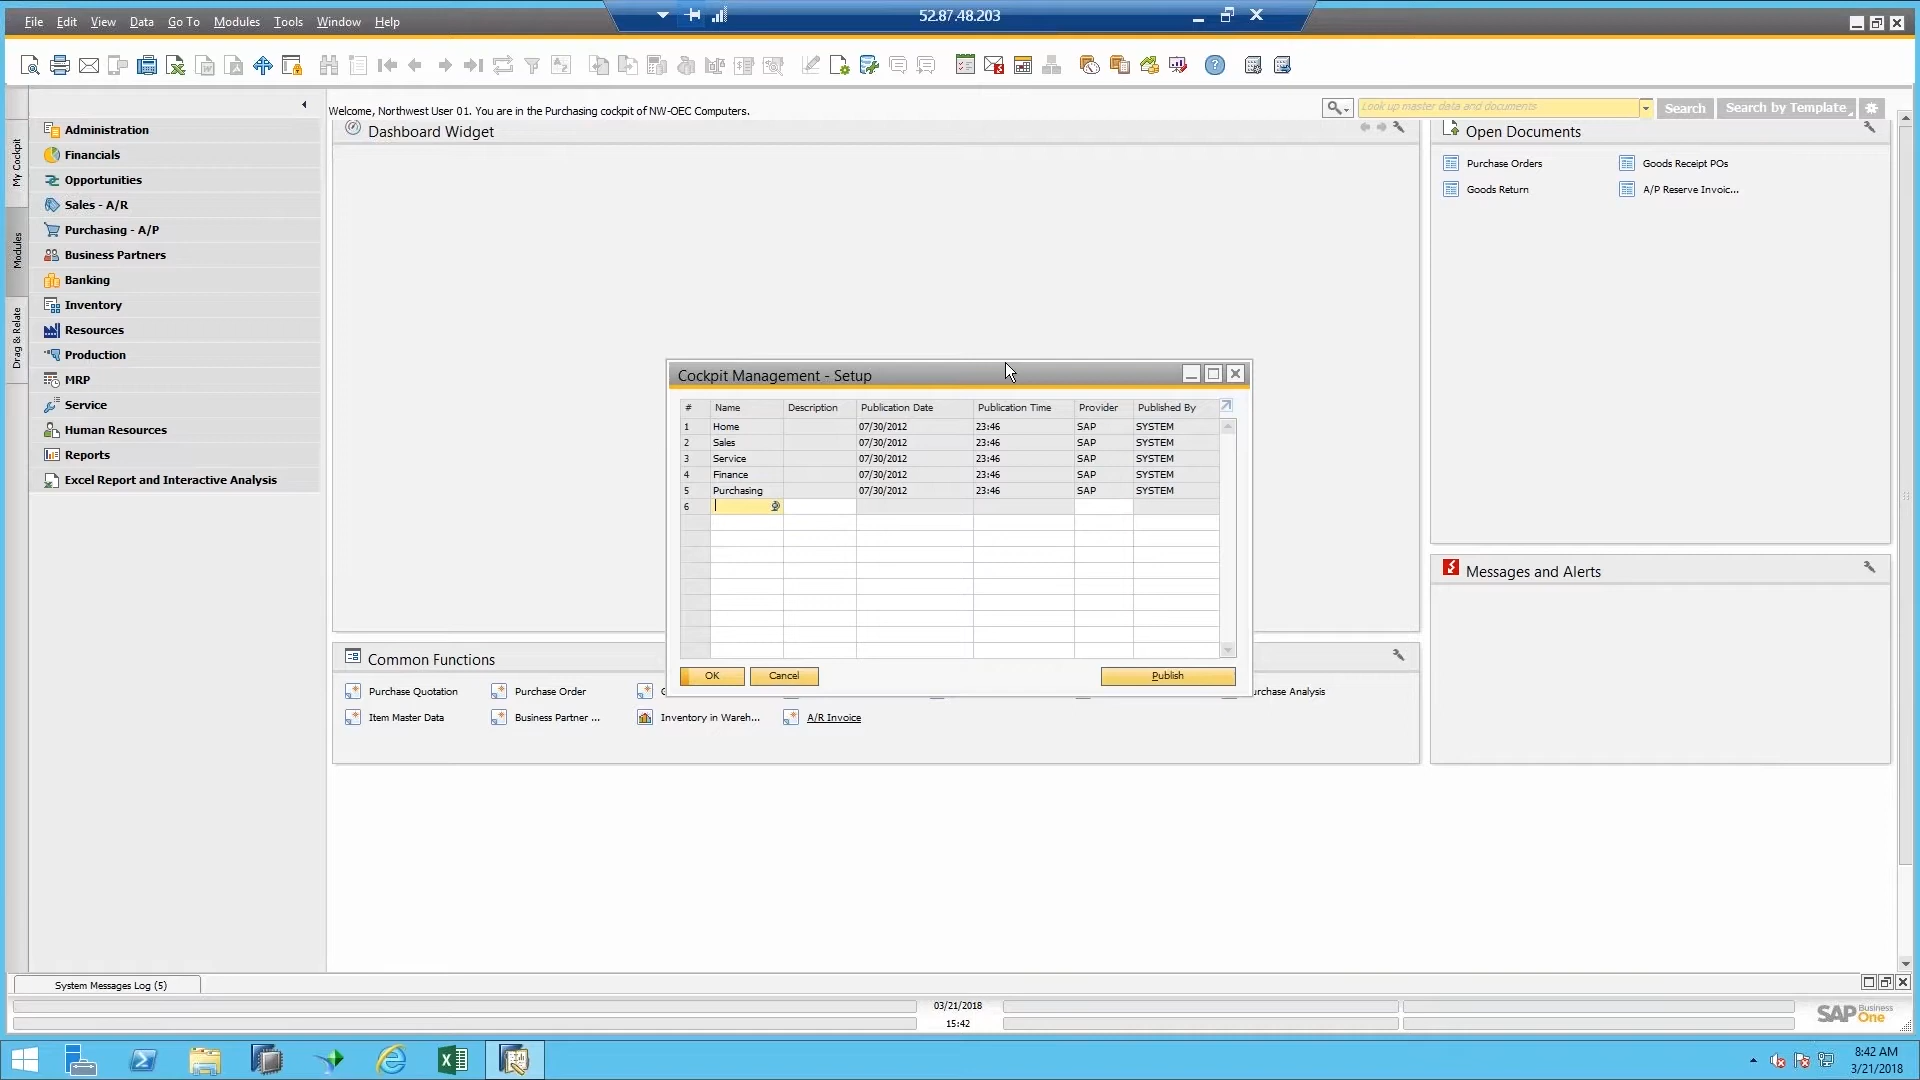 52.87.48.203
File Edit View Data Go To Modules Tools Window Help
Welcome, Northwest User 01. You are in the Purchasing cockpit of NW-OEC Computers.
Look up master data and documents
Search
Search by Template
My Cockpit
Modules
Drag & Relate
Administration
Financials
Opportunities
Sales - A/R
Purchasing - A/P
Business Partners
Banking
Inventory
Resources
Production
MRP
Service
Human Resources
Reports
Excel Report and Interactive Analysis
Dashboard Widget
Open Documents
Purchase Orders Goods Receipt POs
Goods Return A/P Reserve Invoic...
Cockpit Management - Setup
# Name Description Publication Date Publication Time Provider Published By
1 Home 07/30/2012 23:46 SAP SYSTEM
2 Sales 07/30/2012 23:46 SAP SYSTEM
3 Service 07/30/2012 23:46 SAP SYSTEM
4 Finance 07/30/2012 23:46 SAP SYSTEM
5 Purchasing 07/30/2012 23:46 SAP SYSTEM
6
OK Cancel Publish
Messages and Alerts
Common Functions
Purchase Quotation Purchase Order G urchase Analysis
Item Master Data Business Partner ... Inventory in Wareh... A/R Invoice
System Messages Log (5)
03/21/2018
15:42
SAP Business One
8:42 AM
3/21/2018